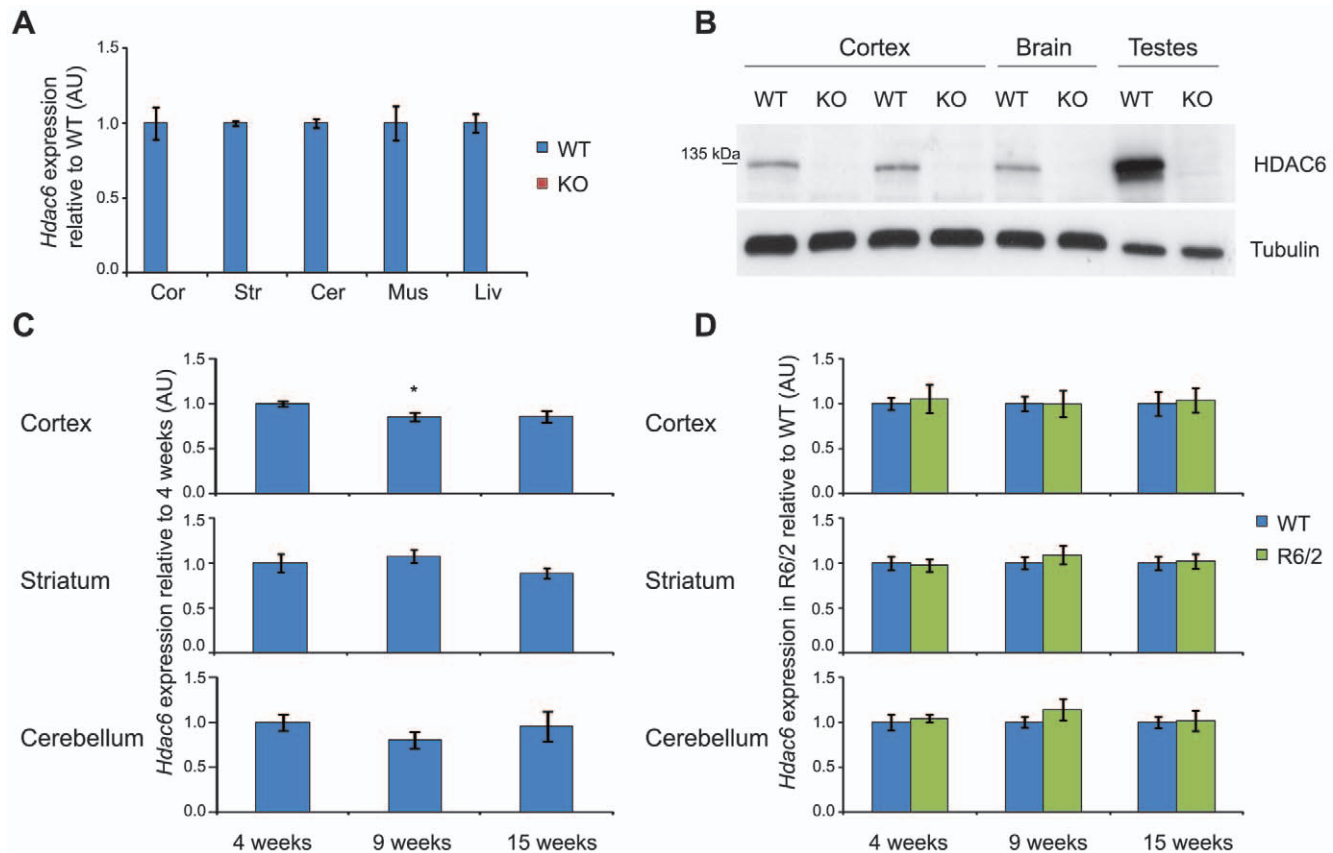 A
Hdac6 expression
relative to WT (AU)
1.5
1.0
0.5
0.0
Cor Str Cer Mus Liv
WT
KO
B
Cortex Brain Testes
WT KO WT KO WT KO WT KO
135 kDa
HDAC6
Tubulin
C
Hdac6 expression relative to 4 weeks (AU)
Cortex
1.5
1.0
0.5
0.0
*
Striatum
1.5
1.0
0.5
0.0
Cerebellum
1.5
1.0
0.5
0.0
4 weeks 9 weeks 15 weeks
D
Hdac6 expression in R6/2 relative to WT (AU)
Cortex
1.5
1.0
0.5
0.0
Striatum
1.5
1.0
0.5
0.0
Cerebellum
1.5
1.0
0.5
0.0
4 weeks 9 weeks 15 weeks
WT
R6/2